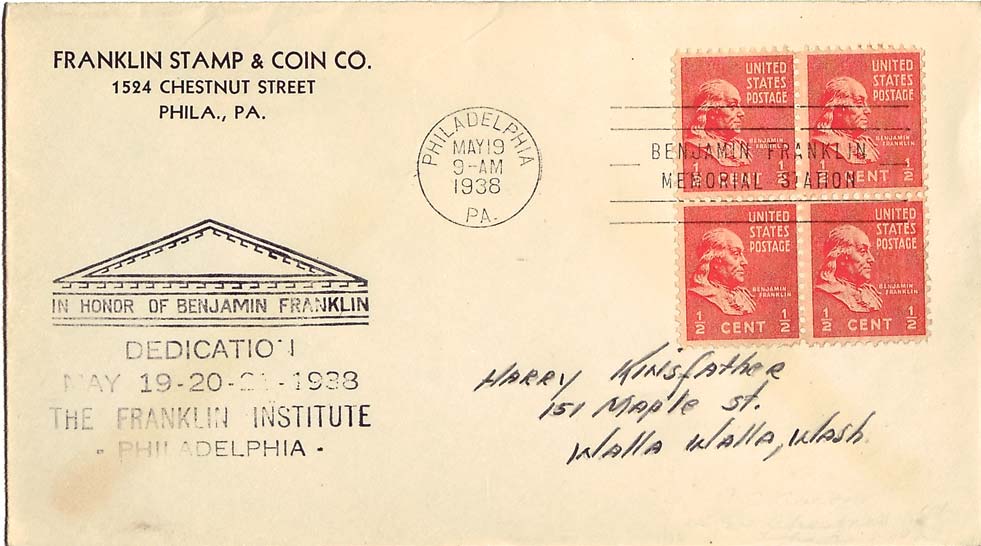 FRANKLIN STAMP & COIN CO.
1524 CHESTNUT STREET
PHILA., PA.
PHILADELPHIA
MAY 19
9-AM
1938
PA.
BENJAMIN FRANKLIN
MEMORIAL STATION
UNITED
STATES
POSTAGE
BENJAMIN
FRANKLIN
1/2 CENT 1/2
UNITED
STATES
POSTAGE
BENJAMIN
FRANKLIN
1/2 CENT 1/2
UNITED
STATES
POSTAGE
BENJAMIN
FRANKLIN
1/2 CENT 1/2
UNITED
STATES
POSTAGE
BENJAMIN
FRANKLIN
1/2 CENT 1/2
IN HONOR OF BENJAMIN FRANKLIN
DEDICATION
MAY 19-20-21-1938
THE FRANKLIN INSTITUTE
- PHILADELPHIA -
HARRY Kinsfather
151 Maple st.
Walla Walla, Wash.